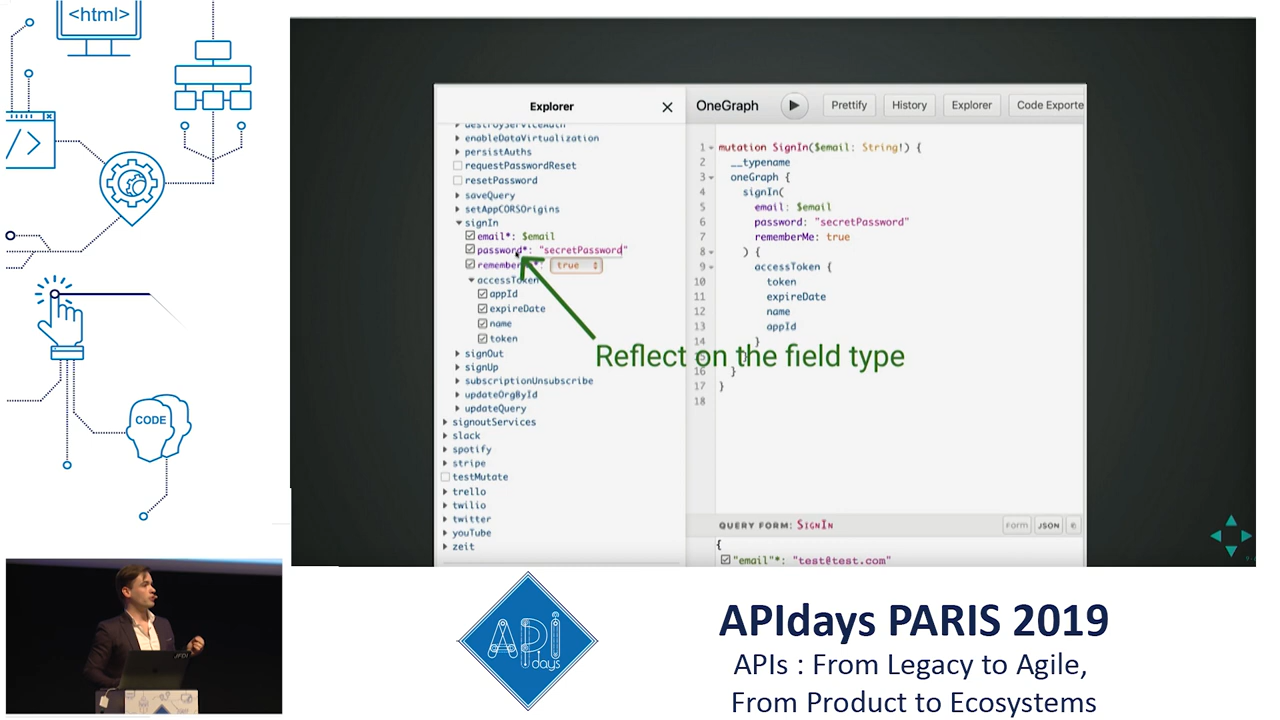 <html>
</>
CODE
Explorer
destroyServiceAuth
enableDataVirtualization
persistAuths
requestPasswordReset
resetPassword
saveQuery
setAppCORSOrigins
signIn
email*: $email
password*: "secretPassword"
true
accessToken
appId
expireDate
name
token
signOut
signUp
subscriptionUnsubscribe
updateOrgById
updateQuery
signoutServices
slack
spotify
stripe
testMutate
trello
twilio
twitter
youTube
zeit
OneGraph
Prettify
History
Explorer
Code Exporte
1 mutation SignIn($email: String!) {
2 __typename
3 oneGraph {
4 signIn(
5 email: $email
6 password: "secretPassword"
7 rememberMe: true
8 ) {
9 accessToken {
10 token
11 expireDate
12 name
13 appId
14 }
16 }
17 }
18
Reflect on the field type
QUERY FORM: SIGNIN
Form
JSON
{
"email"*: "test@test.com"
API
days
APIdays PARIS 2019
APIs : From Legacy to Agile,
From Product to Ecosystems